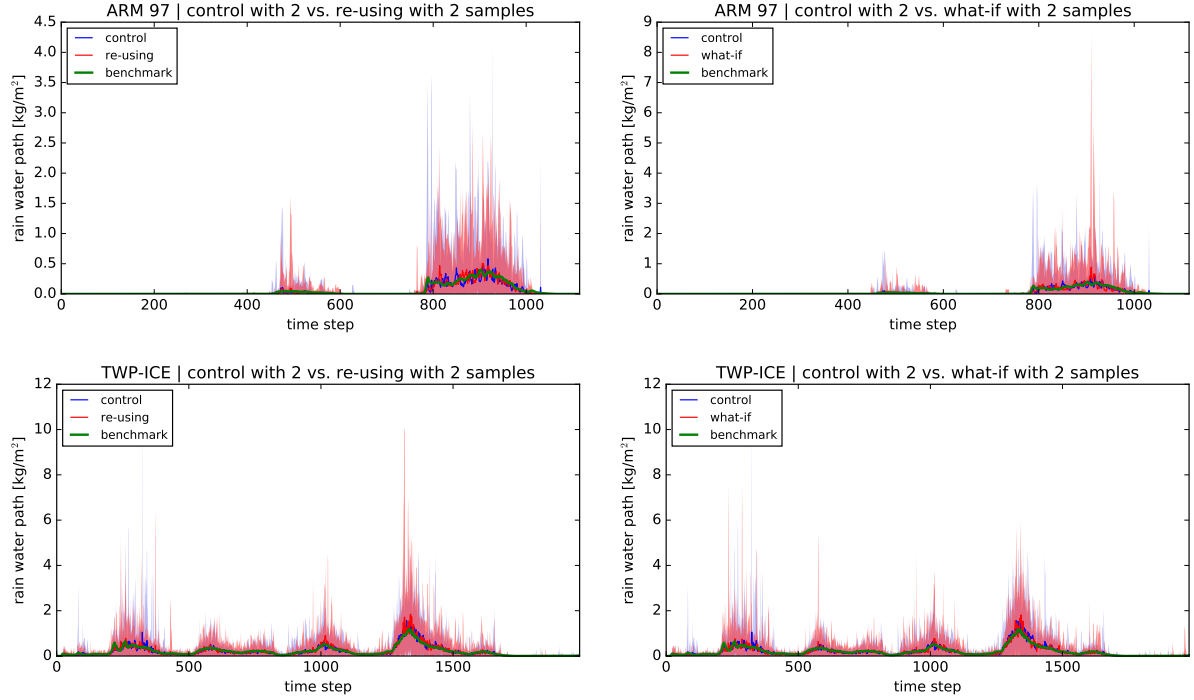 ARM 97 | control with 2 vs. re-using with 2 samples
4.5
4.0
3.5
3.0
2.5
2.0
1.5
1.0
0.5
0.0
rain water path [kg/m²]
control
re-using
benchmark
0 200 400 600 800 1000
time step
ARM 97 | control with 2 vs. what-if with 2 samples
9
8
7
6
5
4
3
2
1
0
rain water path [kg/m²]
control
what-if
benchmark
0 200 400 600 800 1000
time step
TWP-ICE | control with 2 vs. re-using with 2 samples
12
10
8
6
4
2
0
rain water path [kg/m²]
control
re-using
benchmark
0 500 1000 1500
time step
TWP-ICE | control with 2 vs. what-if with 2 samples
12
10
8
6
4
2
0
rain water path [kg/m²]
control
what-if
benchmark
0 500 1000 1500
time step